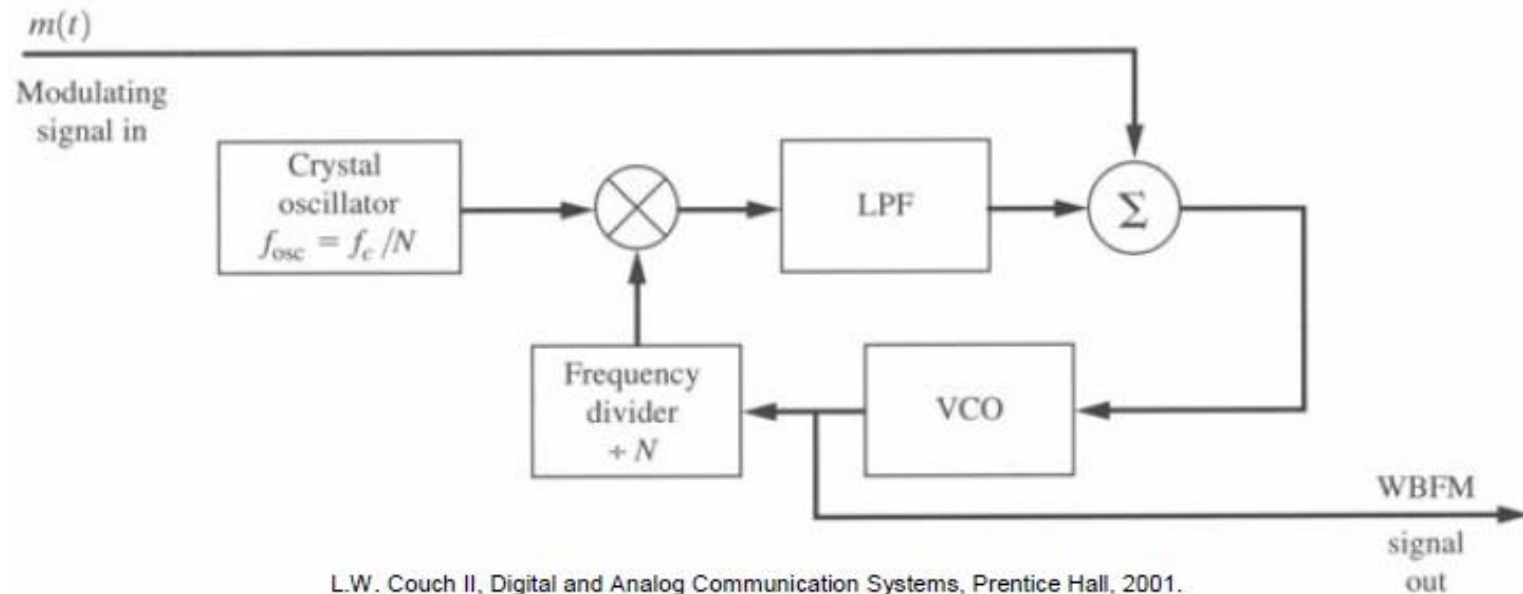 m(t)
Modulating
signal in
Crystal
oscillator
f_osc = f_c/N
LPF
Σ
Frequency
divider
÷ N
VCO
WBFM
signal
out
L.W. Couch II, Digital and Analog Communication Systems, Prentice Hall, 2001.